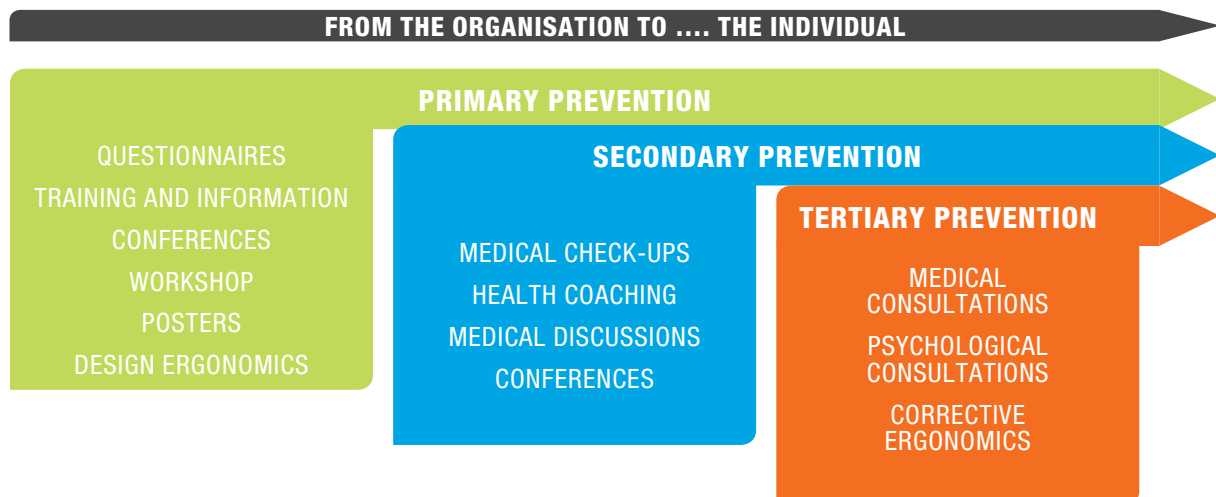 FROM THE ORGANISATION TO .... THE INDIVIDUAL
PRIMARY PREVENTION
QUESTIONNAIRES
TRAINING AND INFORMATION
CONFERENCES
WORKSHOP
POSTERS
DESIGN ERGONOMICS
SECONDARY PREVENTION
MEDICAL CHECK-UPS
HEALTH COACHING
MEDICAL DISCUSSIONS
CONFERENCES
TERTIARY PREVENTION
MEDICAL
CONSULTATIONS
PSYCHOLOGICAL
CONSULTATIONS
CORRECTIVE
ERGONOMICS